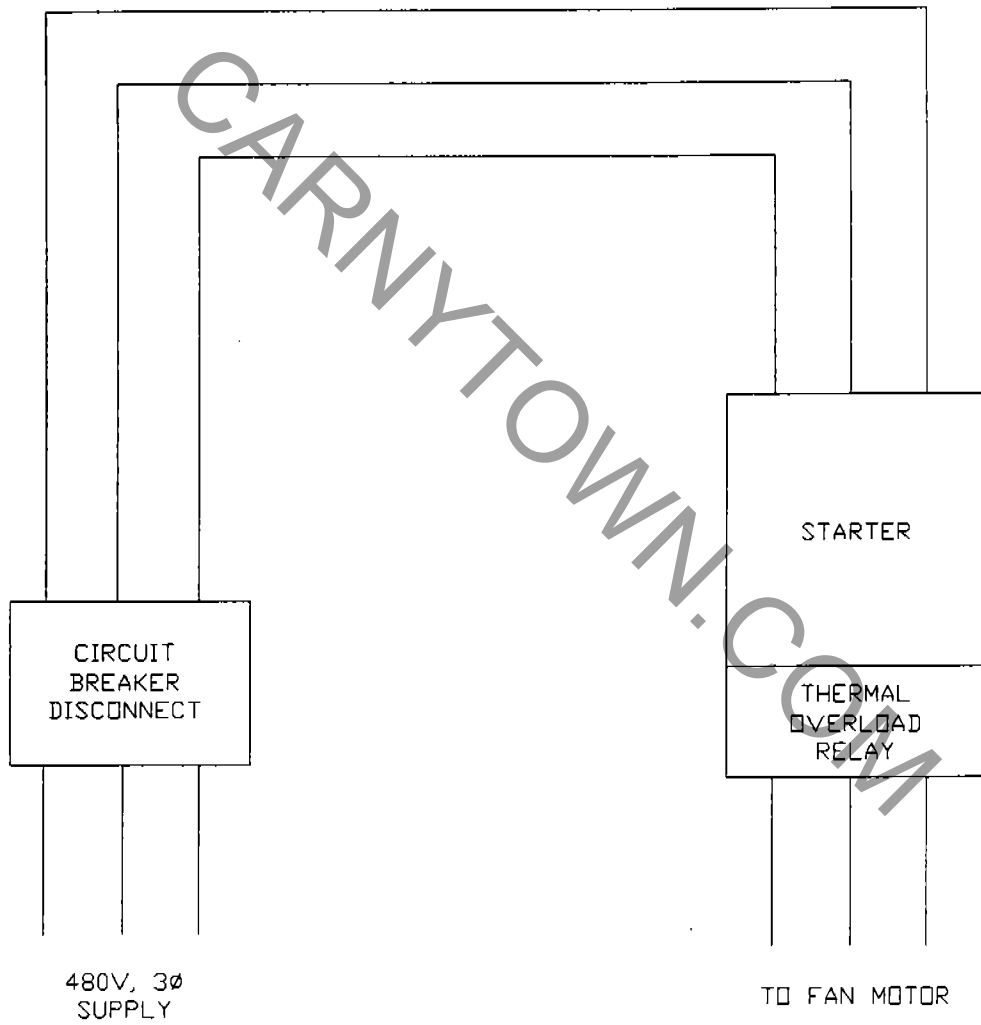 CARNYTOWN.COM
STARTER
CIRCUIT
BREAKER
DISCONNECT
THERMAL
OVERLOAD
RELAY
480V, 3Ø
SUPPLY
TO FAN MOTOR